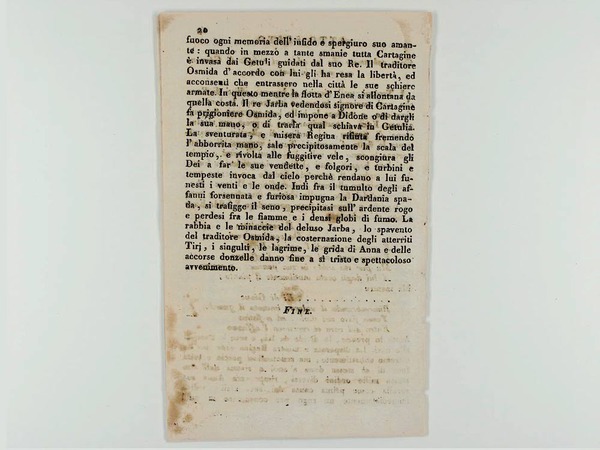 20
fuoco ogni memoria dell'infido e spergiuro suo aman-
te : quando in mezzo a tante smanie tutta Cartagine
è invasa dai Getuli guidati dal suo Re. Il traditore
Osmida d'accordo con lui gli ha resa la libertà, ed
acconsentì che entrassero nella città le sue schiere
armate. In questo mentre la flotta d'Enea si allontana da
quella costa. Il re Jarba vedendosi signore di Cartagine
fa prigioniero Osmida, ed impone a Didone o di dargli
la sua mano, o di trarla qual schiava in Getulia.
La sventurata, e misera Regina rifiuta fremendo
l'abborrita mano, sale precipitosamente la scala del
tempio, e rivolta alle fuggitive vele, scongiura gli
Dei a far le sue vendette, e folgori, e turbini e
tempeste invoca dal cielo perchè rendano a lui fu-
nesti i venti e le onde. Indi fra il tumulto degli af-
fanni forsennata e furiosa impugna la Dardania spa-
da, si trafigge il seno, precipitasi sull'ardente rogo
e perdesi fra le fiamme e i densi globi di fumo. La
rabbia e le minaccie del deluso Jarba, lo spavento
del traditore Osmida, la costernazione degli atterriti
Tirj, i singulti, le lagrime, le grida di Anna e delle
accorse donzelle danno fine a sì tristo e spettacoloso
avvenimento.
FINE.